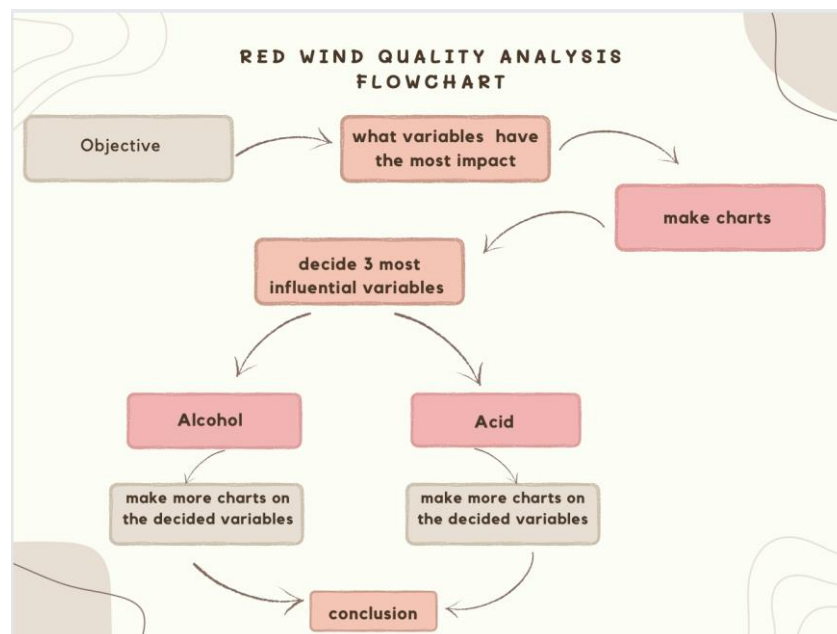 RED WIND QUALITY ANALYSIS
FLOWCHART
Objective
what variables have
the most impact
make charts
decide 3 most
influential variables
Alcohol
Acid
make more charts on
the decided variables
make more charts on
the decided variables
conclusion